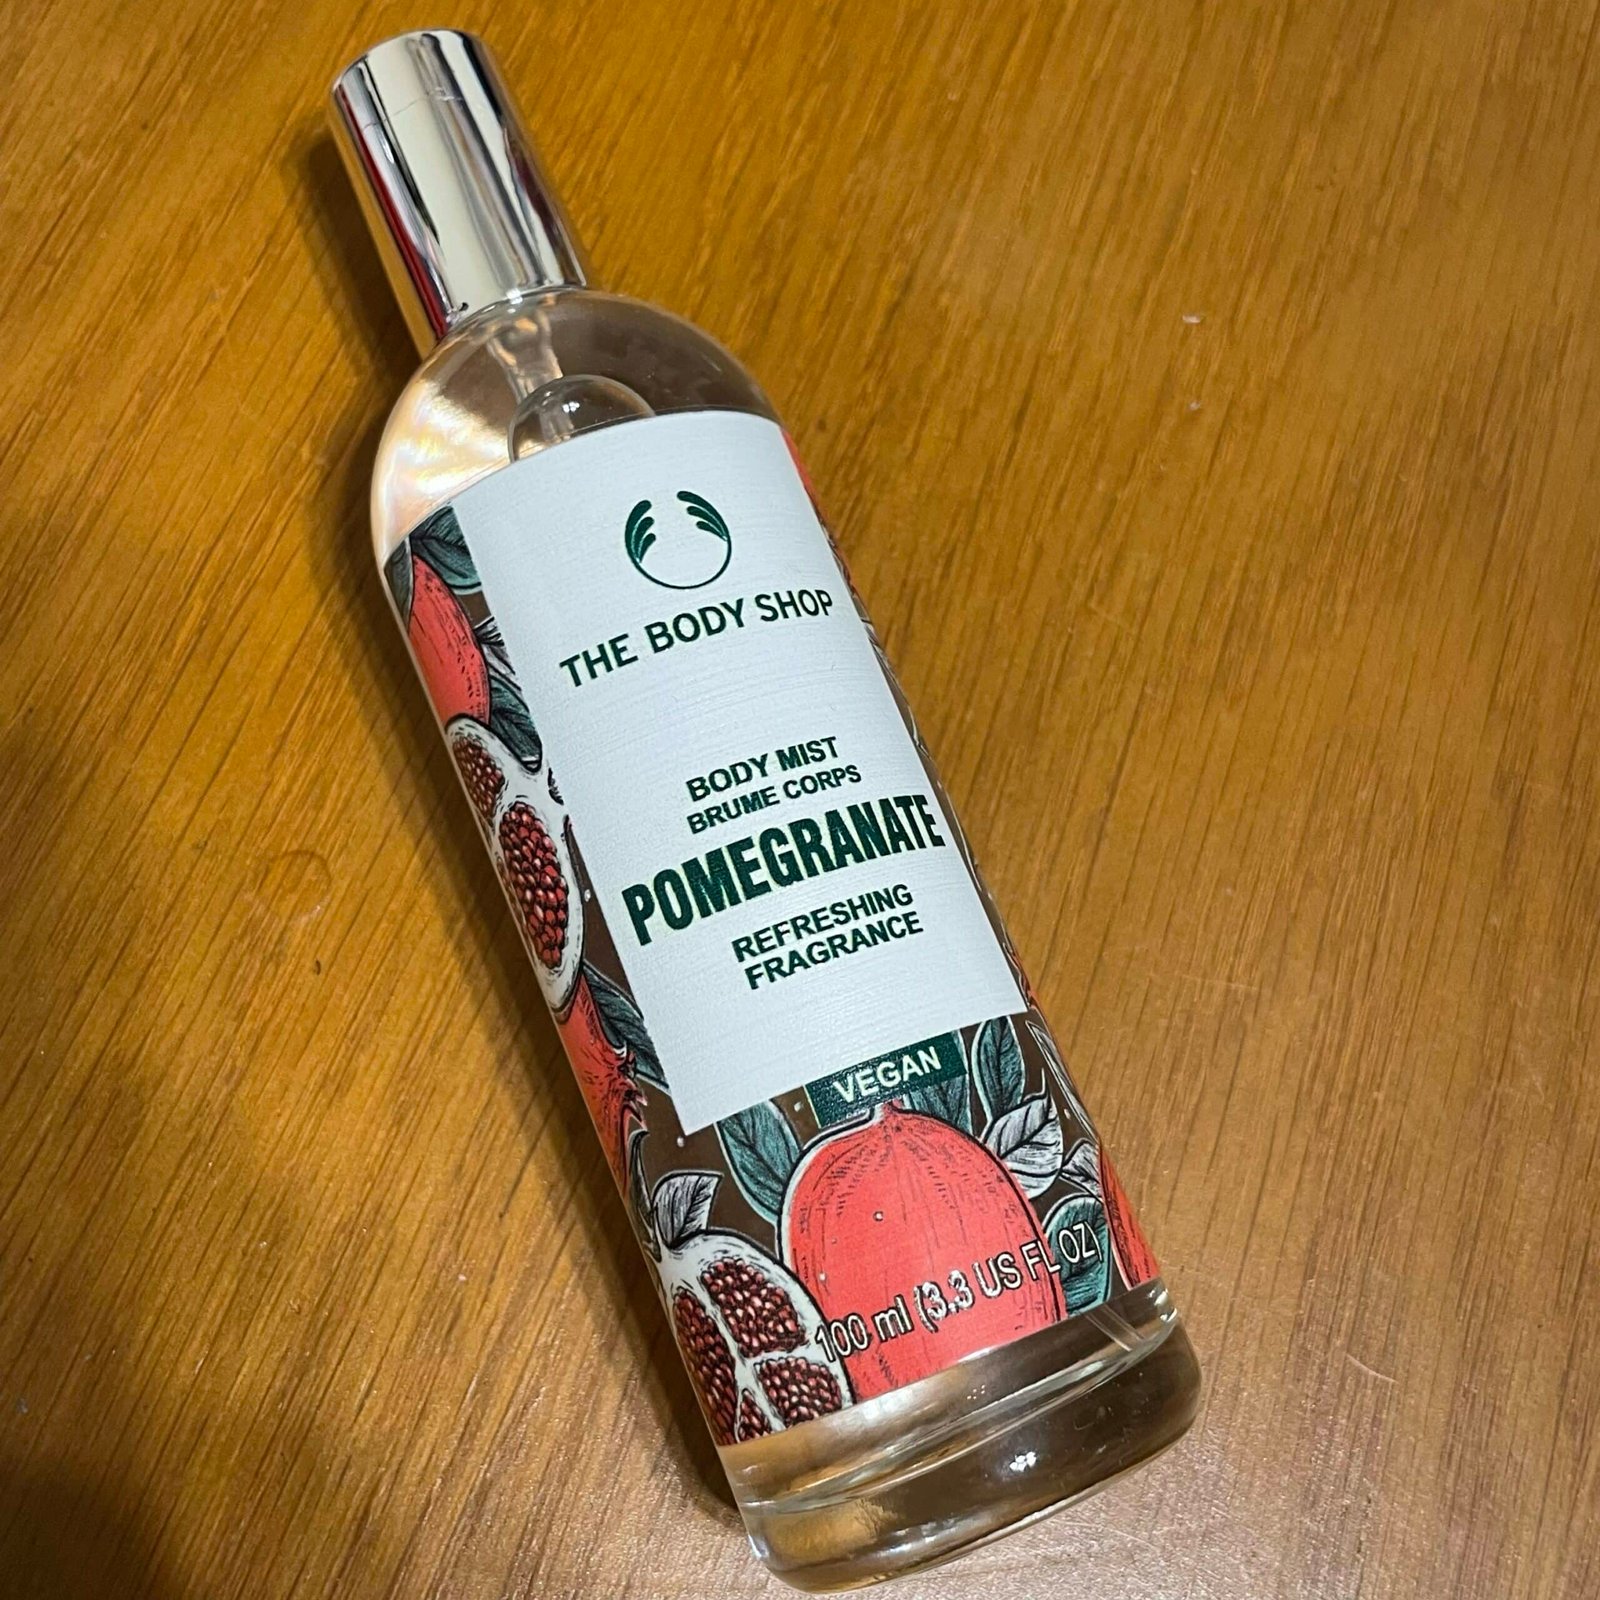 THE BODY SHOP
BODY MIST
BRUME CORPS
POMEGRANATE
REFRESHING
FRAGRANCE
VEGAN
100 ml (3.3 US FL OZ)